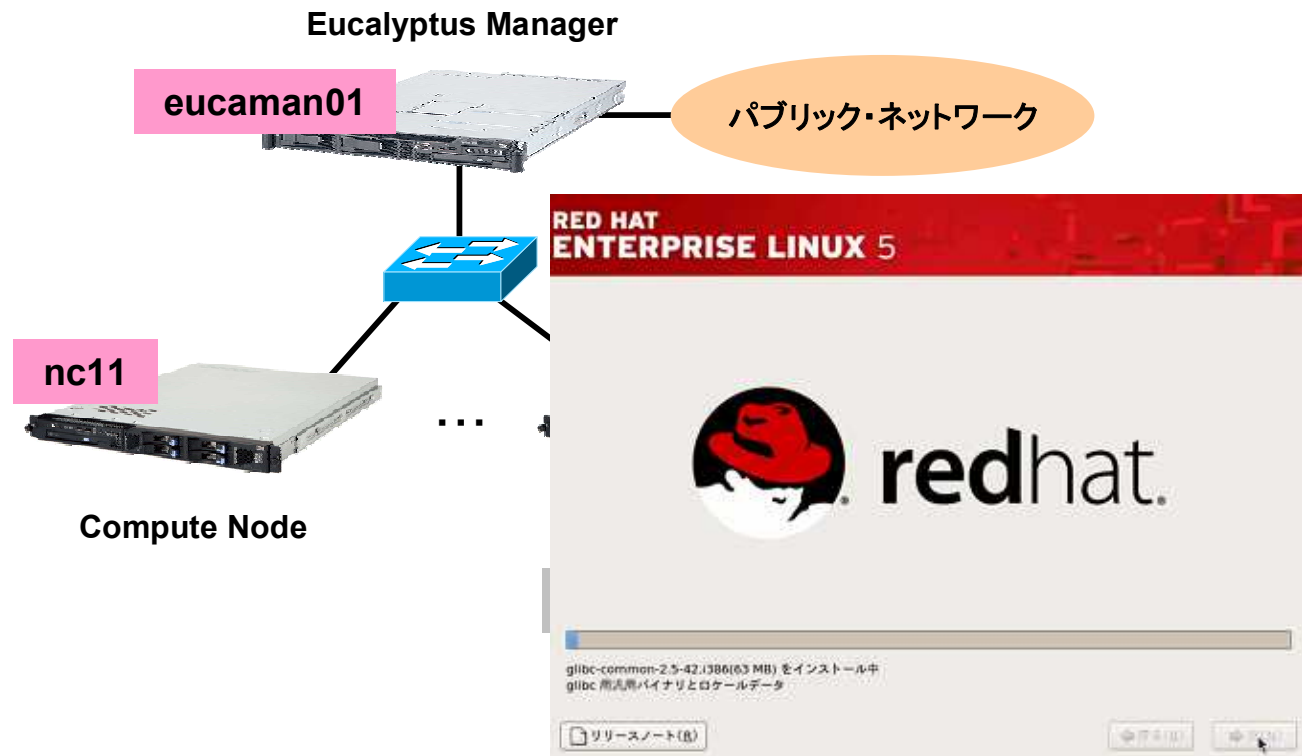 Eucalyptus Manager
eucaman01
パブリック・ネットワーク
RED HAT
ENTERPRISE LINUX 5
nc11
...
redhat.
Compute Node
glibc-common-2.5-42.i386(63 MB) をインストール中
glibc 用汎用バイナリとロケールデータ
リリースノート(R)